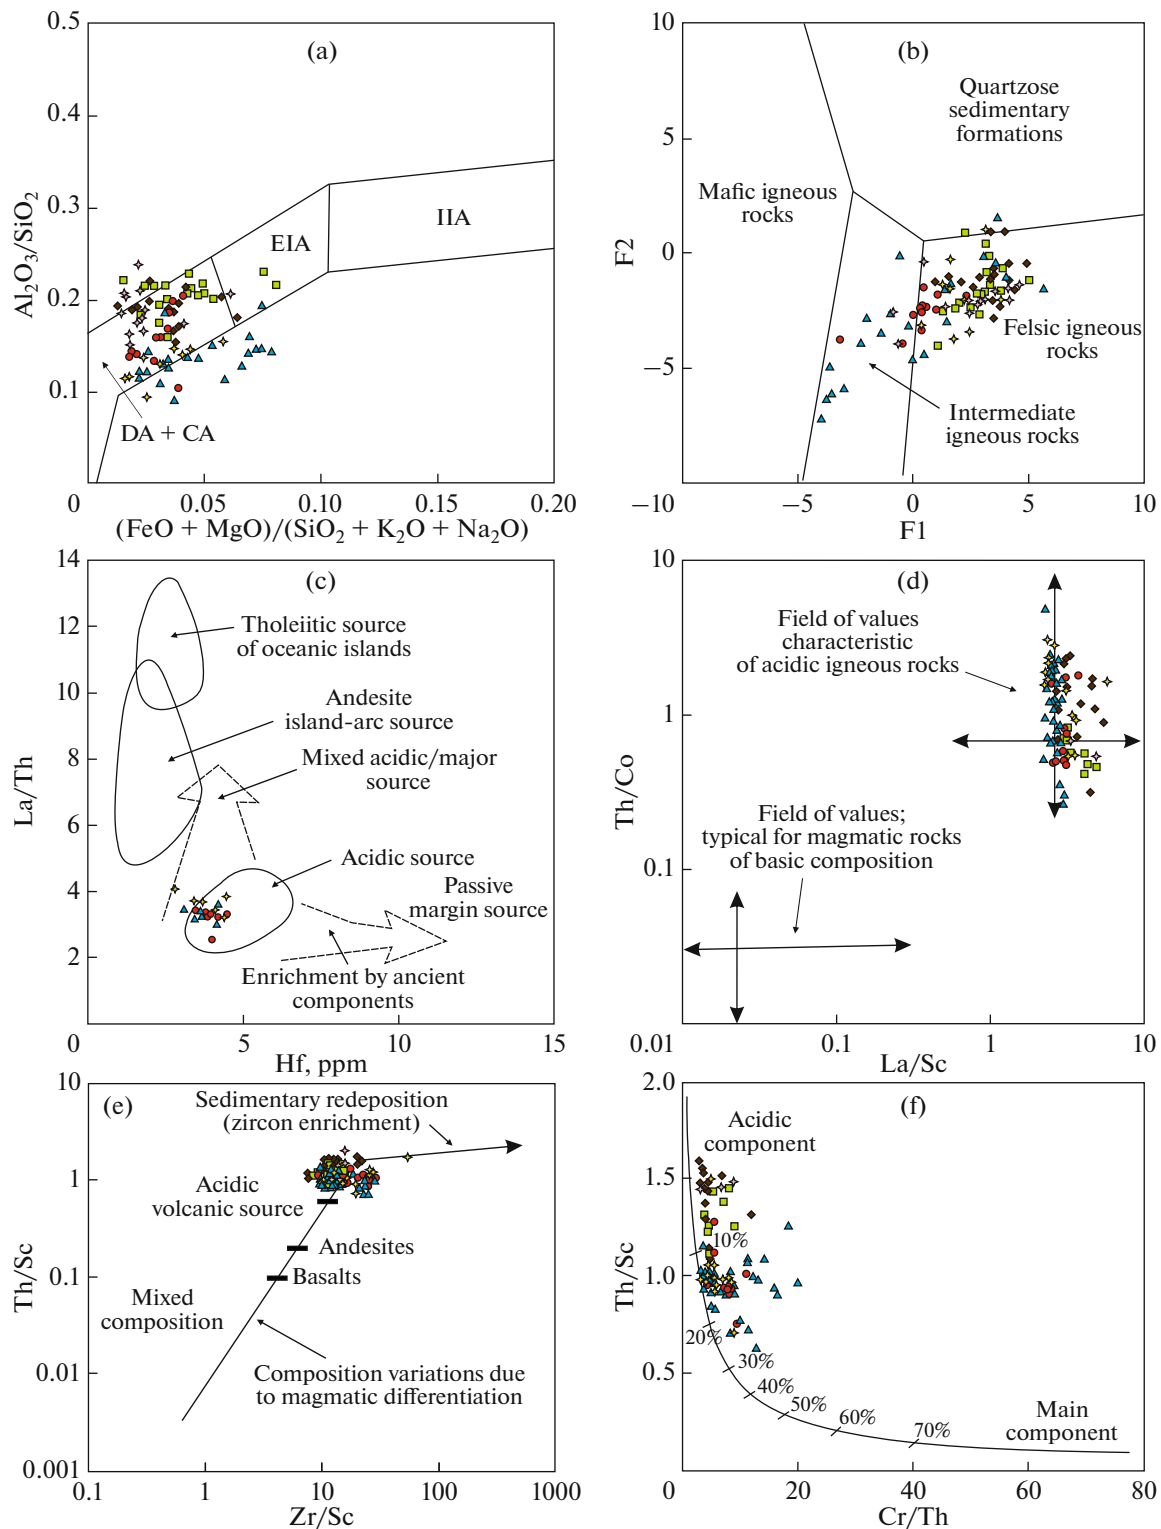 (a)
0.5
0.4
0.3
0.2
0.1
0
0.05
0.10
0.15
0.20
Al₂O₃/SiO₂
EIA
IIA
DA + CA
(FeO + MgO)/(SiO₂ + K₂O + Na₂O)
(b)
10
5
0
−5
−10
−5
0
5
10
F2
F1
Quartzose
sedimentary
formations
Mafic igneous
rocks
Felsic igneous
rocks
Intermediate
igneous rocks
(c)
14
12
10
8
6
4
2
0
5
10
15
La/Th
Hf, ppm
Tholeiitic source
of oceanic islands
Andesite
island-arc source
Mixed acidic/major
source
Acidic source
Passive
margin source
Enrichment by ancient
components
(d)
10
1
0.1
0.01
0.1
1
10
Th/Co
La/Sc
Field of values
characteristic
of acidic igneous rocks
Field of values;
typical for magmatic rocks
of basic composition
(e)
10
1
0.1
0.01
0.001
0.1
1
10
100
1000
Th/Sc
Zr/Sc
Sedimentary redeposition
(zircon enrichment)
Acidic
volcanic source
Andesites
Basalts
Mixed
composition
Composition variations due
to magmatic differentiation
(f)
2.0
1.5
1.0
0.5
0
20
40
60
80
Th/Sc
Cr/Th
Acidic
component
10%
20%
30%
40%
50%
60%
70%
Main
component